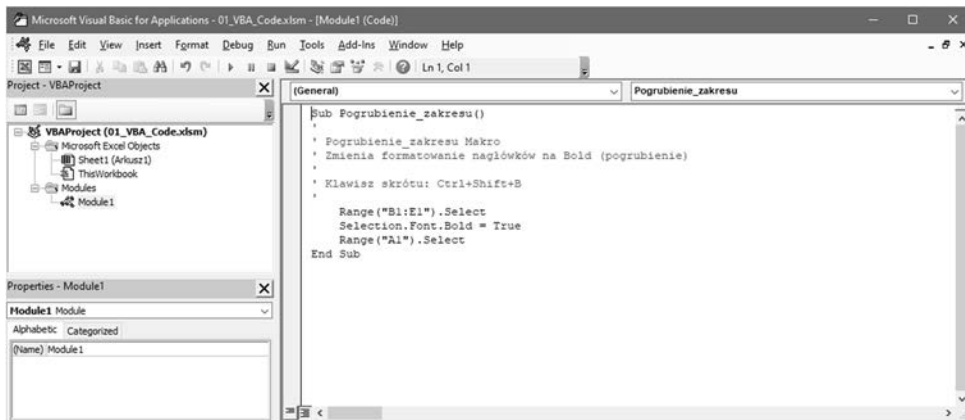 Microsoft Visual Basic for Applications - 01_VBA_Code.xlsm - [Module1 (Code)]
File Edit View Insert Format Debug Run Tools Add-Ins Window Help
Ln 1, Col 1
Project - VBAProject
VBAProject (01_VBA_Code.xlsm)
Microsoft Excel Objects
Sheet1 (Arkusz1)
ThisWorkbook
Modules
Module1
Properties - Module1
Module1 Module
Alphabetic Categorized
(Name) Module1
(General) Pogrubienie_zakresu
Sub Pogrubienie_zakresu()
'
' Pogrubienie_zakresu Makro
' Zmienia formatowanie nagłówków na Bold (pogrubienie)
'
' Klawisz skrótu: Ctrl+Shift+B
'
Range("B1:E1").Select
Selection.Font.Bold = True
Range("A1").Select
End Sub